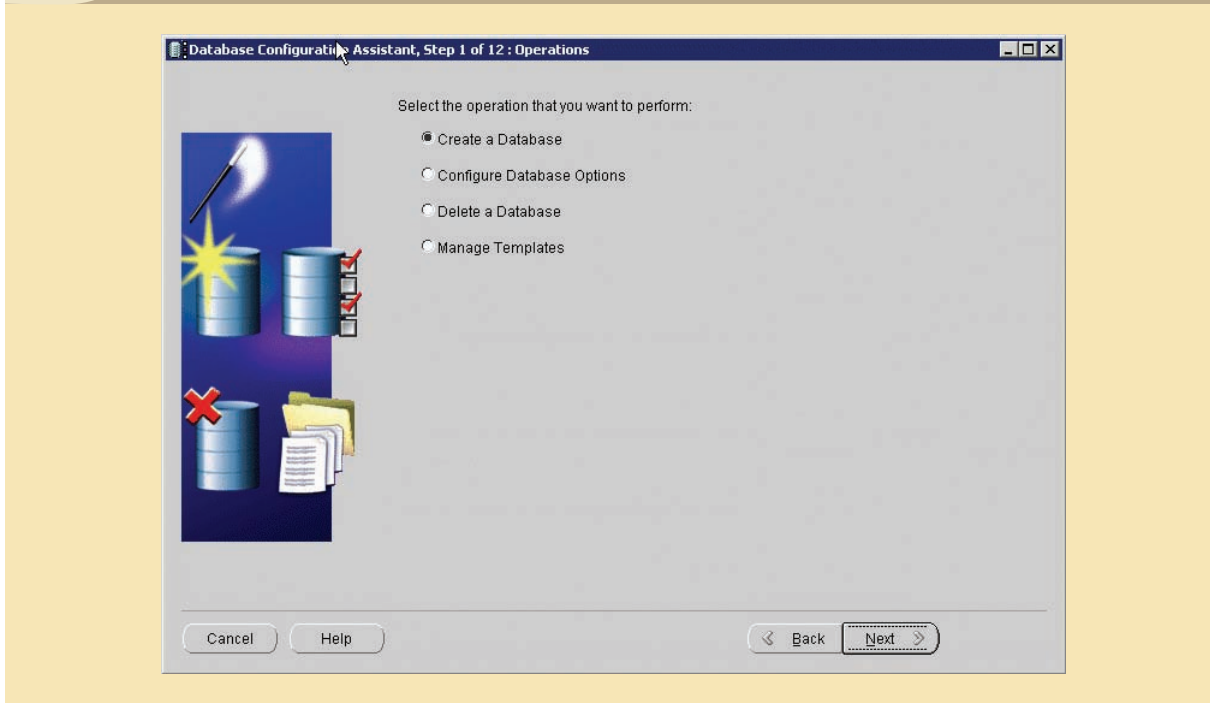 Database Configuration Assistant, Step 1 of 12 : Operations
Select the operation that you want to perform:
Create a Database
Configure Database Options
Delete a Database
Manage Templates
Cancel
Help
Back
Next